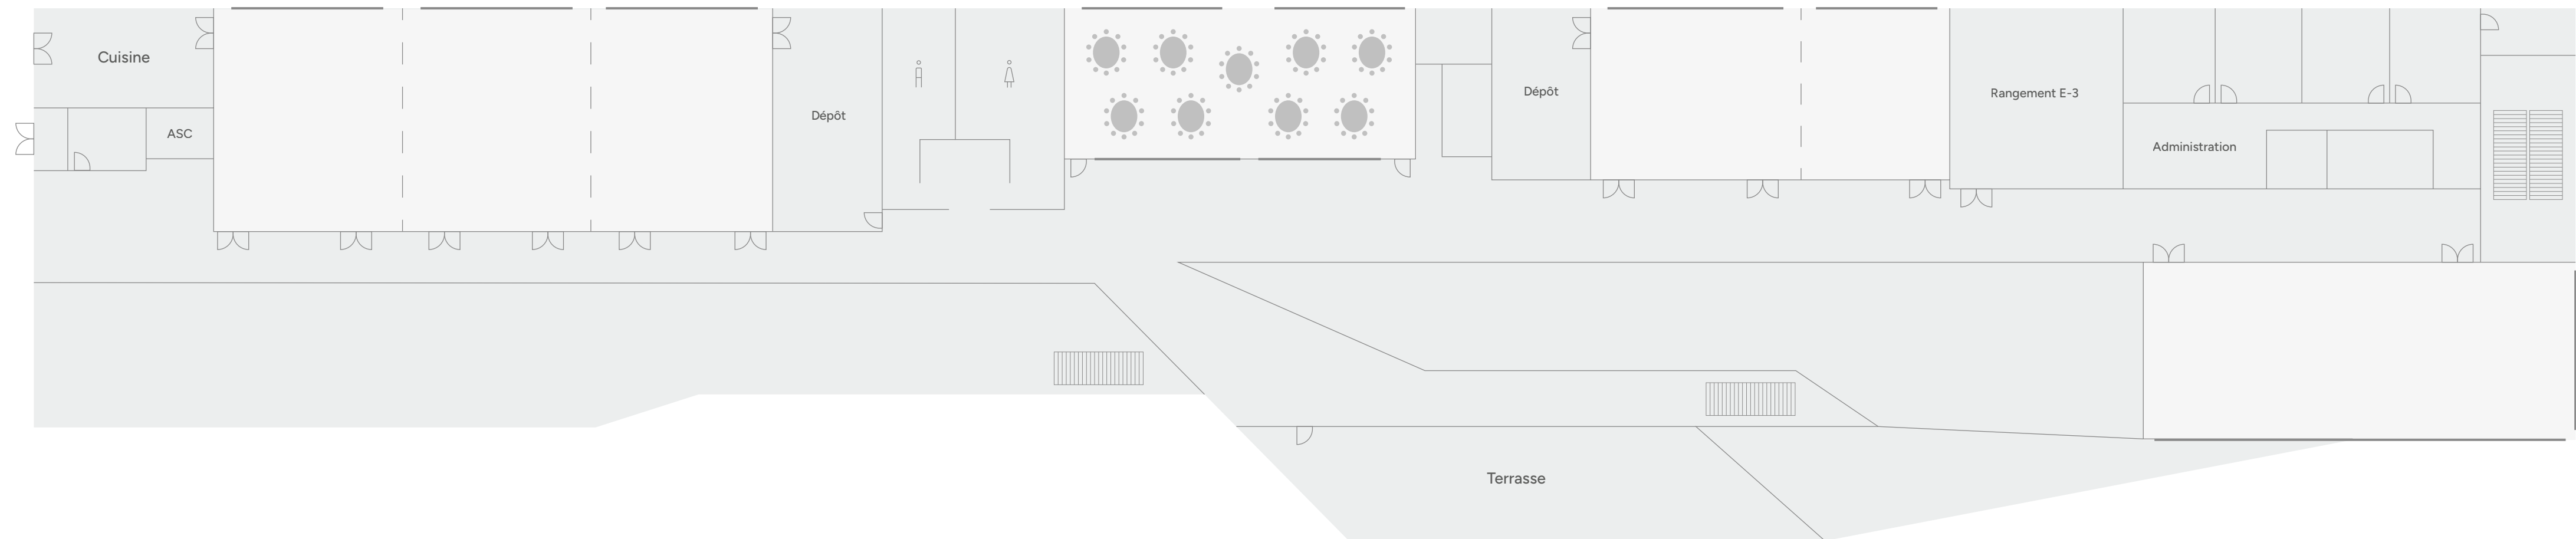 Cuisine
ASC
Dépôt
Dépôt
Rangement E-3
Administration
Terrasse